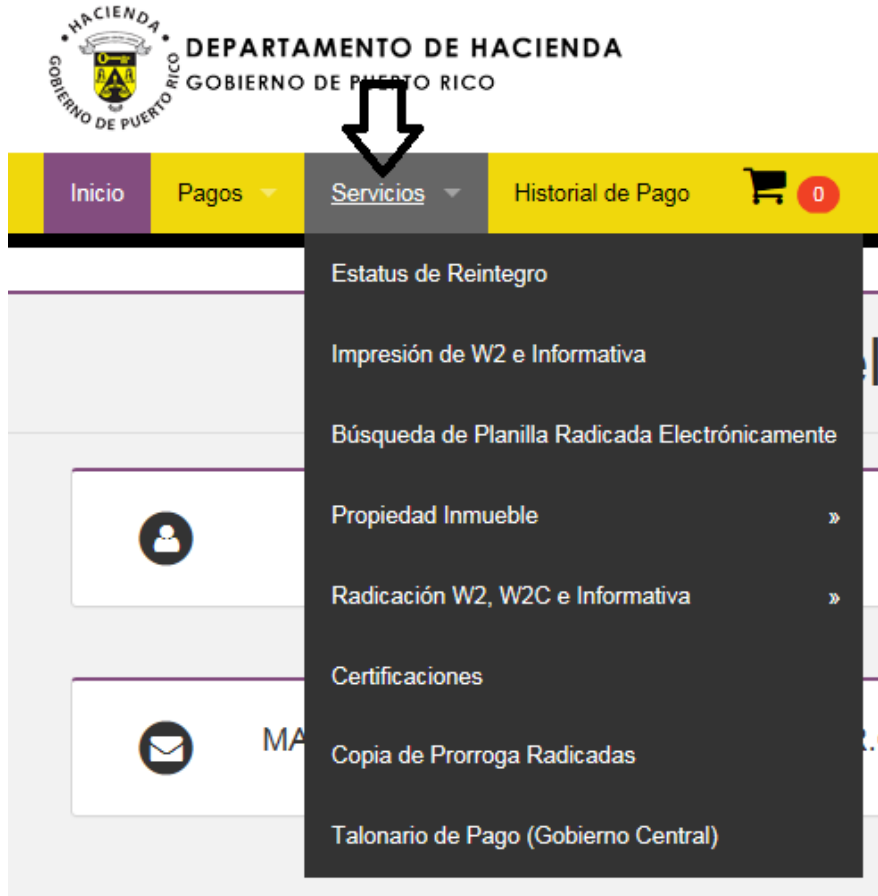 HACIENDA
GOBIERNO DE PUERTO RICO
DEPARTAMENTO DE HACIENDA
GOBIERNO DE PUERTO RICO
Inicio
Pagos
Servicios
Historial de Pago
0
Estatus de Reintegro
Impresión de W2 e Informativa
Búsqueda de Planilla Radicada Electrónicamente
Propiedad Inmueble »
Radicación W2, W2C e Informativa »
Certificaciones
MA
Copia de Prorroga Radicadas
Talonario de Pago (Gobierno Central)